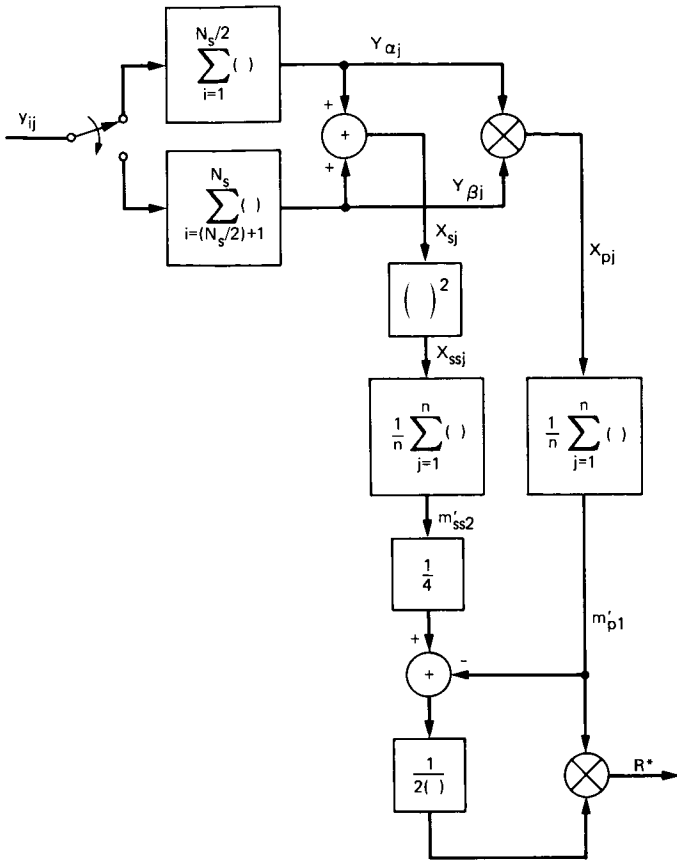 y_ij
N_s/2
∑ ( )
i=1
N_s
∑ ( )
i=(N_s/2)+1
Y_αj
+
+
+
Y_βj
X_sj
X_pj
( )²
X_ssj
1/n ∑ ( )
n
j=1
1/n ∑ ( )
n
j=1
m'_ss2
m'_p1
1/4
+
+
-
1/2( )
R*